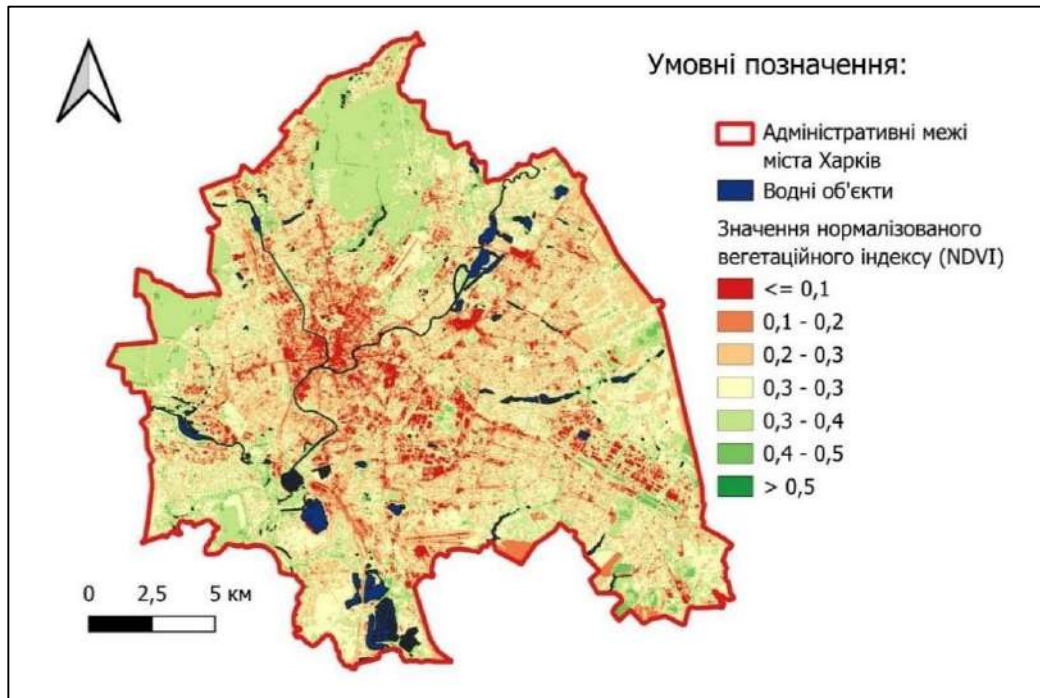 Умовні позначення:
Адміністративні межі
міста Харків
Водні об'єкти
Значення нормалізованого
вегетаційного індексу (NDVI)
<= 0,1
0,1 - 0,2
0,2 - 0,3
0,3 - 0,3
0,3 - 0,4
0,4 - 0,5
> 0,5
0 2,5 5 км